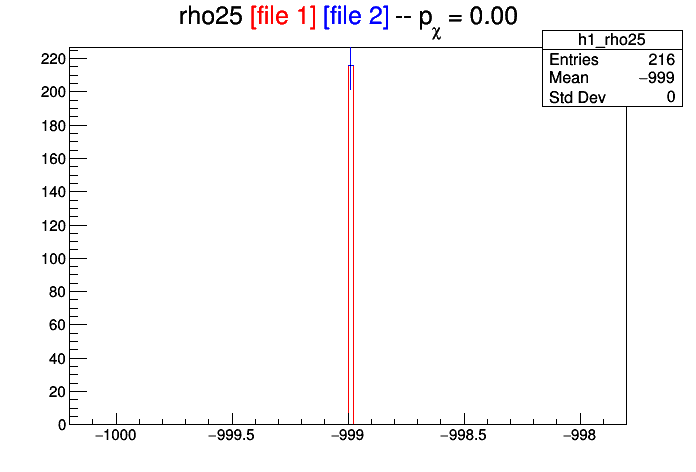 rho25 [file 1] [file 2] -- pχ = 0.00
h1_rho25
Entries 216
Mean −999
Std Dev 0
220
200
180
160
140
120
100
80
60
40
20
0
−1000 −999.5 −999 −998.5 −998